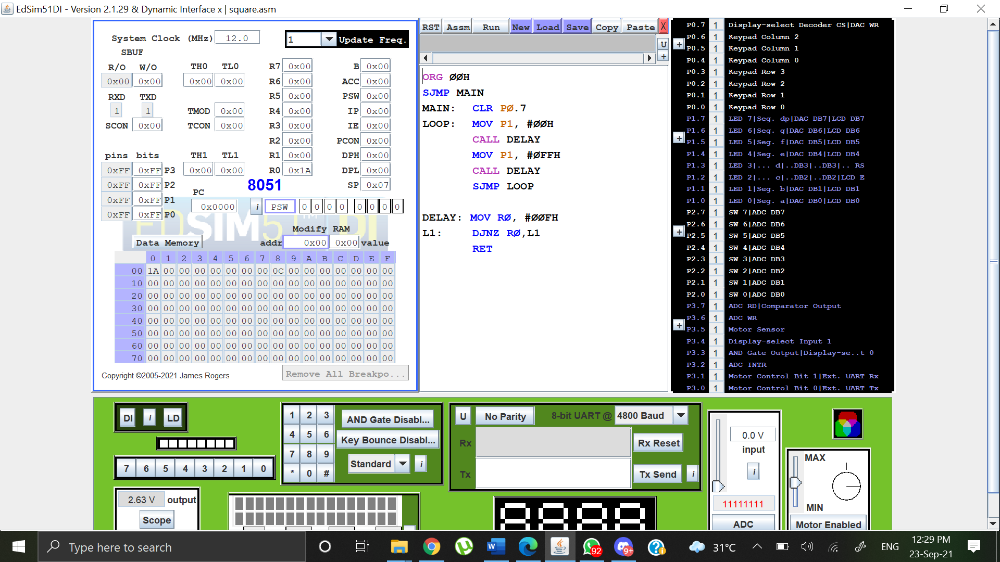 EdSim51DI - Version 2.1.29 & Dynamic Interface x | square.asm
System Clock (MHz) 12.0
1 Update Freq.
SBUF
R/O W/O TH0 TL0 R7 0x00 B 0x00
0x00 0x00 0x00 0x00 R6 0x00 ACC 0x00
RXD TXD R5 0x00 PSW 0x00
1 1 TMOD 0x00 R4 0x00 IP 0x00
SCON 0x00 TCON 0x00 R3 0x00 IE 0x00
R2 0x00 PCON 0x00
pins bits TH1 TL1 R1 0x00 DPH 0x00
0xFF 0xFF P3 0x00 0x00 R0 0x1A DPL 0x00
0xFF 0xFF P2 8051 SP 0x07
0xFF 0xFF P1 PC
0xFF 0xFF P0 0x0000 i PSW 0 0 0 0 0 0 0 0
EDSIM51 DI
TM
Modify RAM
Data Memory addr 0x00 0x00 value
0 1 2 3 4 5 6 7 8 9 A B C D E F
00 1A 00 00 00 00 00 00 00 0C 00 00 00 00 00 00 00
10 00 00 00 00 00 00 00 00 00 00 00 00 00 00 00 00
20 00 00 00 00 00 00 00 00 00 00 00 00 00 00 00 00
30 00 00 00 00 00 00 00 00 00 00 00 00 00 00 00 00
40 00 00 00 00 00 00 00 00 00 00 00 00 00 00 00 00
50 00 00 00 00 00 00 00 00 00 00 00 00 00 00 00 00
60 00 00 00 00 00 00 00 00 00 00 00 00 00 00 00 00
70 00 00 00 00 00 00 00 00 00 00 00 00 00 00 00 00
Copyright ©2005-2021 James Rogers
Remove All Breakpo...
RST Assm Run New Load Save Copy Paste X
U
+
ORG 00H
SJMP MAIN
MAIN: CLR P0.7
LOOP: MOV P1, #00H
CALL DELAY
MOV P1, #0FFH
CALL DELAY
SJMP LOOP
DELAY: MOV R0, #00FH
L1: DJNZ R0,L1
RET
P0.7 1 Display-select Decoder CS|DAC WR
P0.6 1 Keypad Column 2
+ P0.5 1 Keypad Column 1
P0.4 1 Keypad Column 0
P0.3 1 Keypad Row 3
P0.2 1 Keypad Row 2
P0.1 1 Keypad Row 1
P0.0 1 Keypad Row 0
P1.7 1 LED 7|Seg. dp|DAC DB7|LCD DB7
P1.6 1 LED 6|Seg. g|DAC DB6|LCD DB6
+ P1.5 1 LED 5|Seg. f|DAC DB5|LCD DB5
P1.4 1 LED 4|Seg. e|DAC DB4|LCD DB4
P1.3 1 LED 3|... d|..DB3|..DB3|.. RS
P1.2 1 LED 2|... c|..DB2|..DB2|LCD E
P1.1 1 LED 1|Seg. b|DAC DB1|LCD DB1
P1.0 1 LED 0|Seg. a|DAC DB0|LCD DB0
P2.7 1 SW 7|ADC DB7
P2.6 1 SW 6|ADC DB6
+ P2.5 1 SW 5|ADC DB5
P2.4 1 SW 4|ADC DB4
P2.3 1 SW 3|ADC DB3
P2.2 1 SW 2|ADC DB2
P2.1 1 SW 1|ADC DB1
P2.0 1 SW 0|ADC DB0
P3.7 1 ADC RD|Comparator Output
P3.6 1 ADC WR
+ P3.5 1 Motor Sensor
P3.4 1 Display-select Input 1
P3.3 1 AND Gate Output|Display-se..t 0
P3.2 1 ADC INTR
P3.1 1 Motor Control Bit 1|Ext. UART Rx
P3.0 1 Motor Control Bit 0|Ext. UART Tx
DI i LD
7 6 5 4 3 2 1 0
2.63 V output
Scope
1 2 3
4 5 6
7 8 9
* 0 #
AND Gate Disabl...
Key Bounce Disabl...
Standard i
U No Parity 8-bit UART @ 4800 Baud
Rx Rx Reset
Tx Tx Send i
8888
0.0 V
input
i
11111111
ADC
MAX
MIN
Motor Enabled
Type here to search
W
92
9+
31°C
ENG
12:29 PM
23-Sep-21